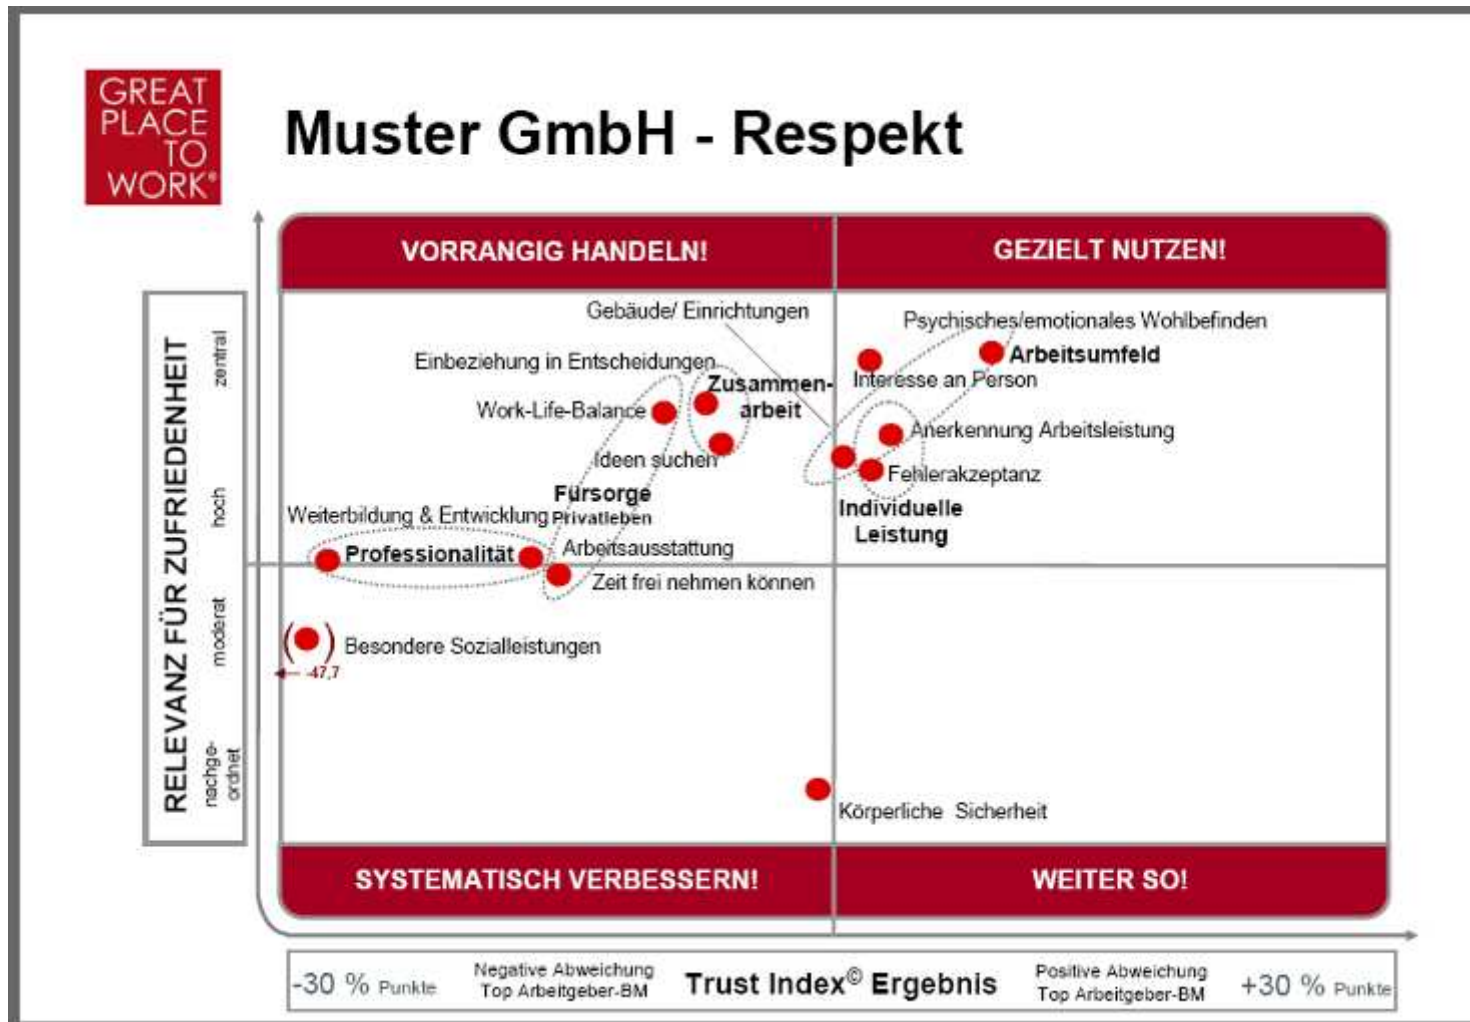 GREAT
PLACE
TO
WORK®
Muster GmbH - Respekt
VORRANGIG HANDELN!
GEZIELT NUTZEN!
RELEVANZ FÜR ZUFRIEDENHEIT
zentral
hoch
moderat
nachge-
ordnet
Gebäude/ Einrichtungen
Psychisches/emotionales Wohlbefinden
Arbeitsumfeld
Einbeziehung in Entscheidungen
Interesse an Person
Zusammen-
arbeit
Work-Life-Balance
Anerkennung Arbeitsleistung
Ideen suchen
Fehlerakzeptanz
Fürsorge
Privatleben
Individuelle
Leistung
Weiterbildung & Entwicklung
Professionalität
Arbeitsausstattung
Zeit frei nehmen können
( ) Besondere Sozialleistungen
-47,7
Körperliche Sicherheit
SYSTEMATISCH VERBESSERN!
WEITER SO!
-30 % Punkte
Negative Abweichung
Top Arbeitgeber-BM
Trust Index© Ergebnis
Positive Abweichung
Top Arbeitgeber-BM
+30 % Punkte